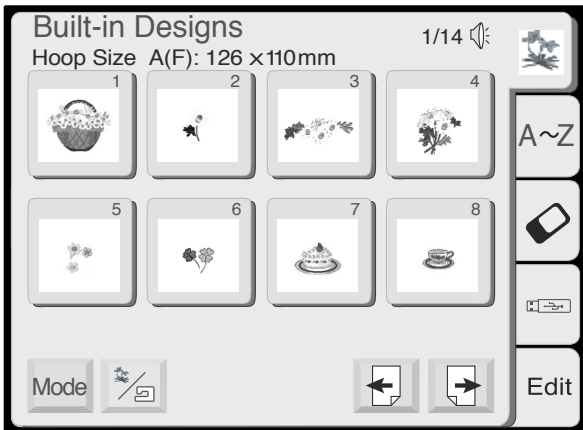 Built-in Designs
1/14
Hoop Size A(F): 126 ×110mm
1 2 3 4
A~Z
5 6 7 8
Mode
Edit